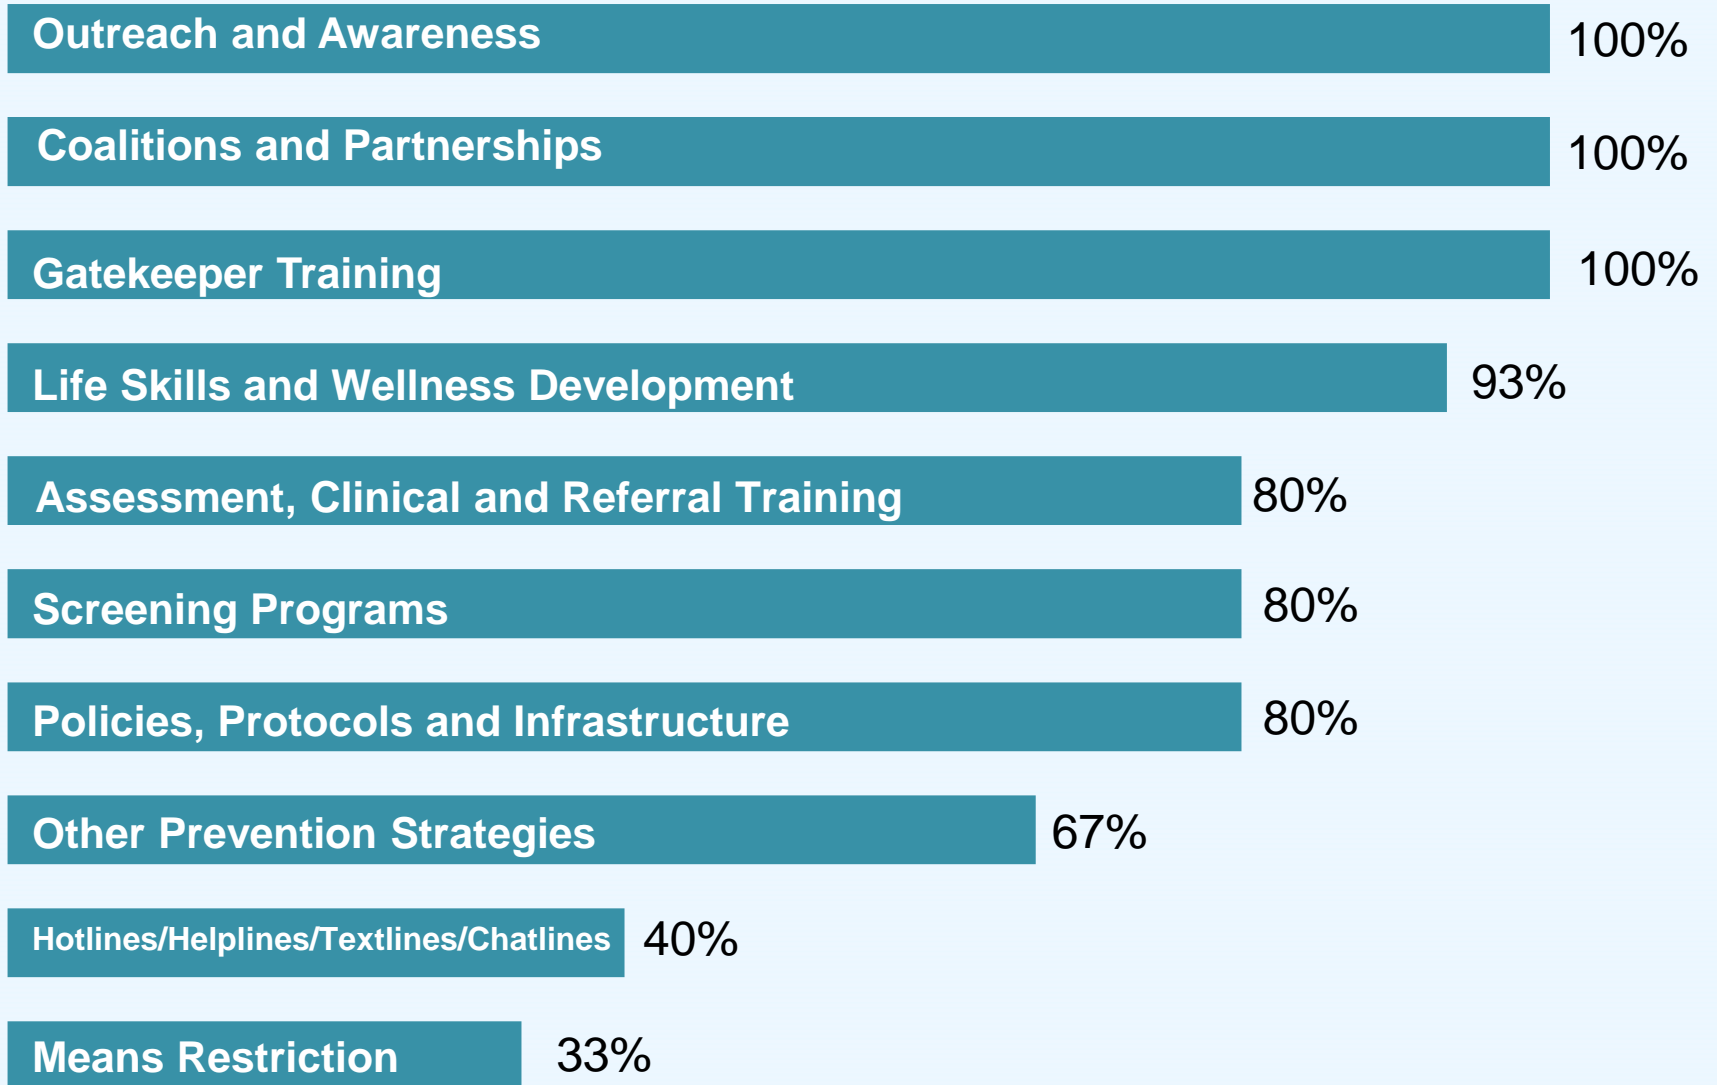 Outreach and Awareness 100%
Coalitions and Partnerships 100%
Gatekeeper Training 100%
Life Skills and Wellness Development 93%
Assessment, Clinical and Referral Training 80%
Screening Programs 80%
Policies, Protocols and Infrastructure 80%
Other Prevention Strategies 67%
Hotlines/Helplines/Textlines/Chatlines 40%
Means Restriction 33%